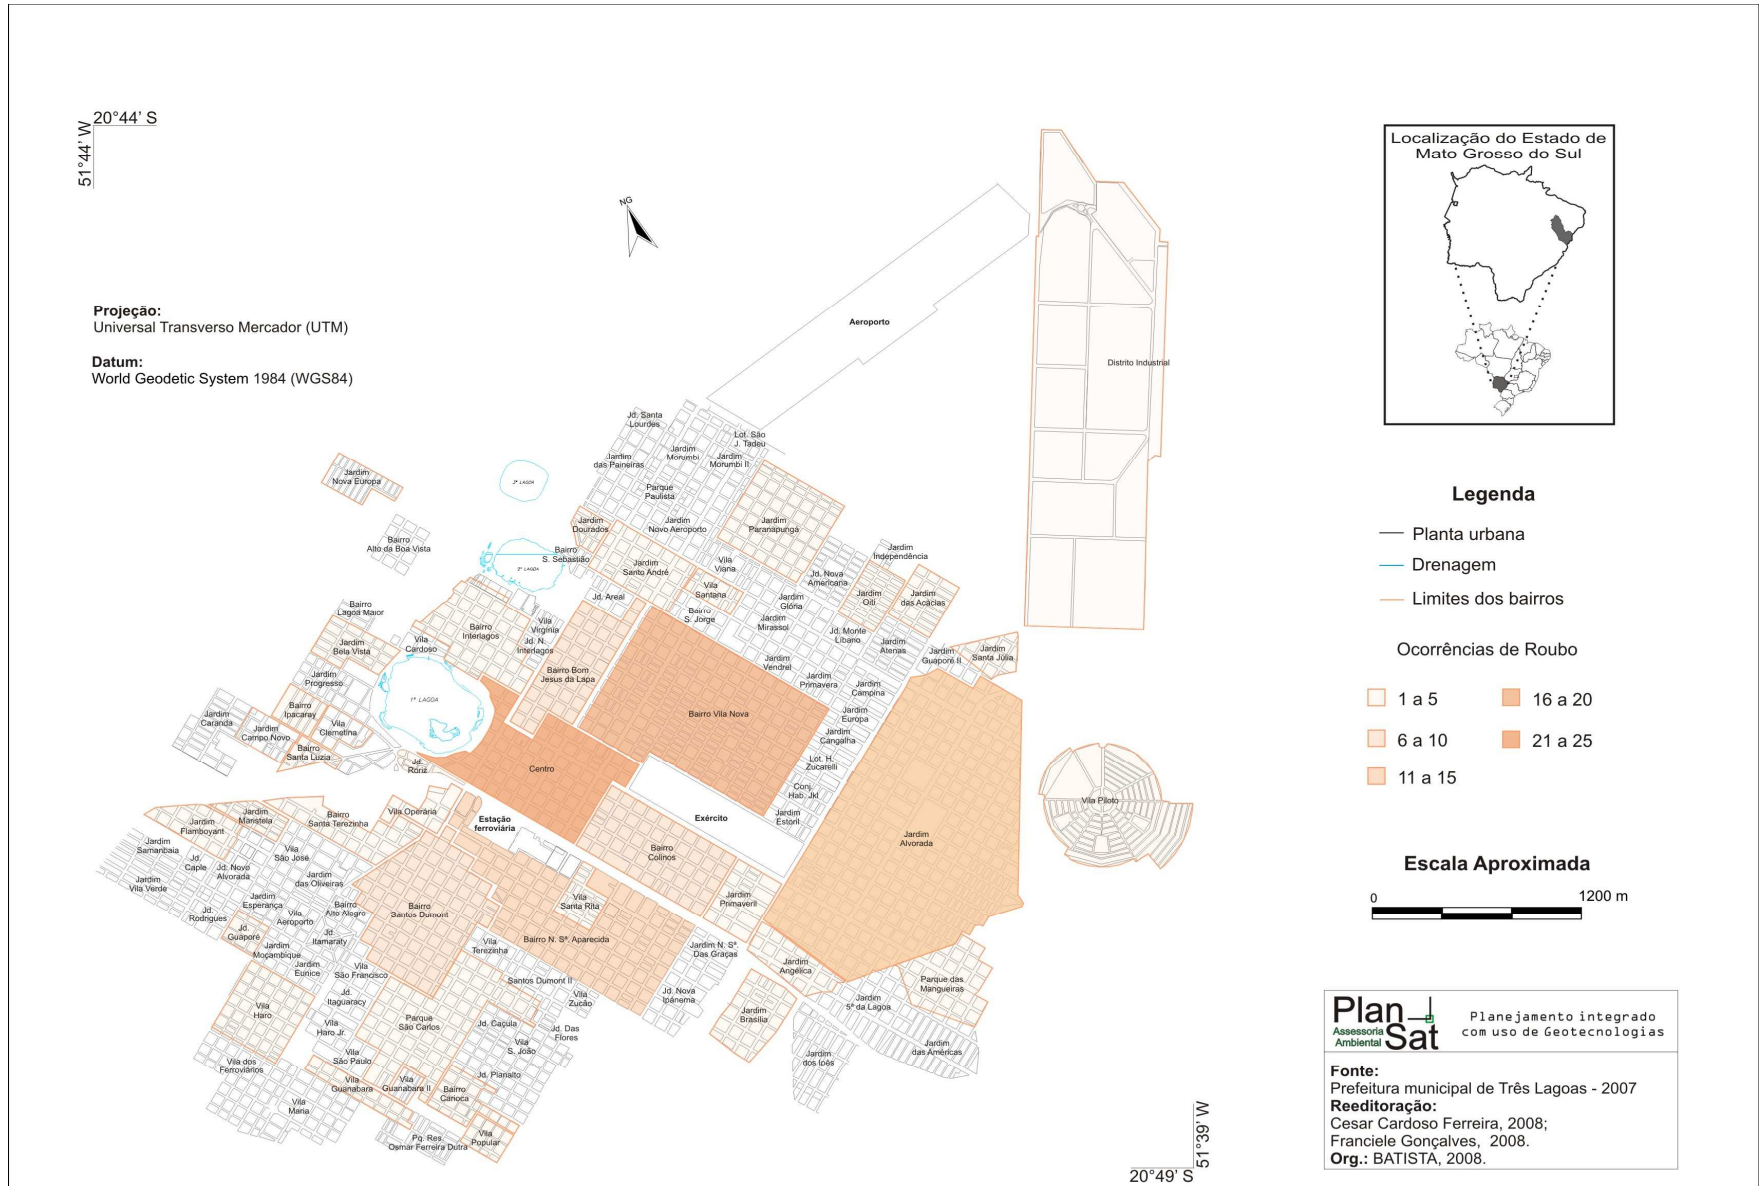 20°44' S
51°44' W
NG
Projeção:
Universal Transverso Mercador (UTM)
Datum:
World Geodetic System 1984 (WGS84)
Aeroporto
Distrito Industrial
Jd. Santa
Lourdes
Lot. São
J. Tadeu
Jardim
Morumbi
Jardim
Morumbi II
Jardim
das Paineiras
Parque
Paulista
Jardim
Nova Europa
3ª LAGOA
Jardim
Dourados
Jardim
Novo Aeroporto
Jardim
Paranapungá
Bairro
Alto da Boa Vista
Bairro
S. Sebastião
2ª LAGOA
Jardim
Santo André
Vila
Viana
Jardim
Independência
Jd. Nova
Americana
Vila
Santana
Jd. Areal
Jardim
Glória
Jardim
Oiti
Jardim
das Acácias
Bairro
Lagoa Maior
Bairro
S. Jorge
Jardim
Mirassol
Vila
Virgínia
Bairro
Interlagos
Jd. Monte
Líbano
Jardim
Bela Vista
Vila
Cardoso
Jd. N.
Interlagos
Jardim
Atenas
Jardim
Guaporé II
Jardim
Santa Júlia
Jardim
Vendrel
Bairro Bom
Jesus da Lapa
Jardim
Progresso
Jardim
Primavera
Jardim
Campina
1ª LAGOA
Bairro
Ipacaray
Bairro Vila Nova
Jardim
Europa
Jardim
Caranda
Jardim
Campo Novo
Vila
Clemetina
Jardim
Cangalha
Bairro
Santa Luzia
Jd.
Roriz
Centro
Lot. H.
Zucarelli
Conj.
Hab. Jkl
Vila Piloto
Vila Operária
Jardim
Maristela
Bairro
Santa Terezinha
Jardim
Flamboyant
Estação
ferroviária
Exército
Jardim
Estoril
Jardim
Alvorada
Jardim
Samanbaia
Vila
São José
Bairro
Colinos
Jd.
Caple
Jd. Novo
Alvorada
Jardim
Vila Verde
Jardim
das Oliveiras
Jardim
Esperança
Bairro
Alto Alegro
Bairro
Santos Dumont
Vila
Santa Rita
Jardim
Primaveril
Jd.
Rodrigues
Vila
Aeroporto
Jd.
Guaporé
Jd.
Itamaraty
Jardim
Moçambique
Vila
Terezinha
Bairro N. Sª. Aparecida
Jardim N. Sª.
Das Graças
Jardim
Eunice
Vila
São Francisco
Jardim
Angélica
Santos Dumont II
Parque das
Mangueiras
Jd.
Itaguaracy
Vila
Zucão
Jd. Nova
Ipánema
Jardim
5ª da Lagoa
Vila
Haro
Jardim
Brasília
Vila
Haro Jr.
Parque
São Carlos
Jd. Caçula
Jd. Das
Flores
Vila
S. João
Jardim
das Américas
Vila
São Paulo
Vila dos
Ferroviários
Jardim
dos Ipês
Jd. Planalto
Vila
Guanabara
Vila
Guanabara II
Bairro
Carioca
Vila
Maria
Pq. Res.
Osmar Ferreira Dutra
Vila
Popular
51°39' W
20°49' S
Localização do Estado de
Mato Grosso do Sul
Legenda
Planta urbana
Drenagem
Limites dos bairros
Ocorrências de Roubo
1 a 5
16 a 20
6 a 10
21 a 25
11 a 15
Escala Aproximada
0 1200 m
Plan Sat
Assessoria
Ambiental
Planejamento integrado
com uso de Geotecnologias
Fonte:
Prefeitura municipal de Três Lagoas - 2007
Reeditoração:
Cesar Cardoso Ferreira, 2008;
Franciele Gonçalves, 2008.
Org.: BATISTA, 2008.